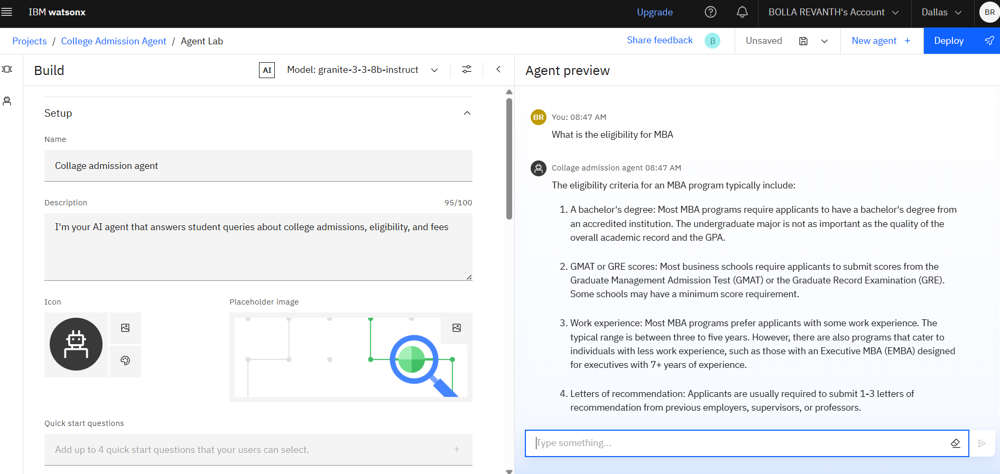 IBM watsonx
Upgrade
BOLLA REVANTH's Account
Dallas
BR
Projects / College Admission Agent / Agent Lab
Share feedback
β
Unsaved
New agent +
Deploy
Build
AI
Model: granite-3-3-8b-instruct
Setup
Name
Collage admission agent
Description
95/100
I'm your AI agent that answers student queries about college admissions, eligibility, and fees
Icon
Placeholder image
Quick start questions
Add up to 4 quick start questions that your users can select.
+
Agent preview
BR
You: 08:47 AM
What is the eligibility for MBA
Collage admission agent 08:47 AM
The eligibility criteria for an MBA program typically include:
1. A bachelor's degree: Most MBA programs require applicants to have a bachelor's degree from
an accredited institution. The undergraduate major is not as important as the quality of the
overall academic record and the GPA.
2. GMAT or GRE scores: Most business schools require applicants to submit scores from the
Graduate Management Admission Test (GMAT) or the Graduate Record Examination (GRE).
Some schools may have a minimum score requirement.
3. Work experience: Most MBA programs prefer applicants with some work experience. The
typical range is between three to five years. However, there are also programs that cater to
individuals with less work experience, such as those with an Executive MBA (EMBA) designed
for executives with 7+ years of experience.
4. Letters of recommendation: Applicants are usually required to submit 1-3 letters of
recommendation from previous employers, supervisors, or professors.
Type something...